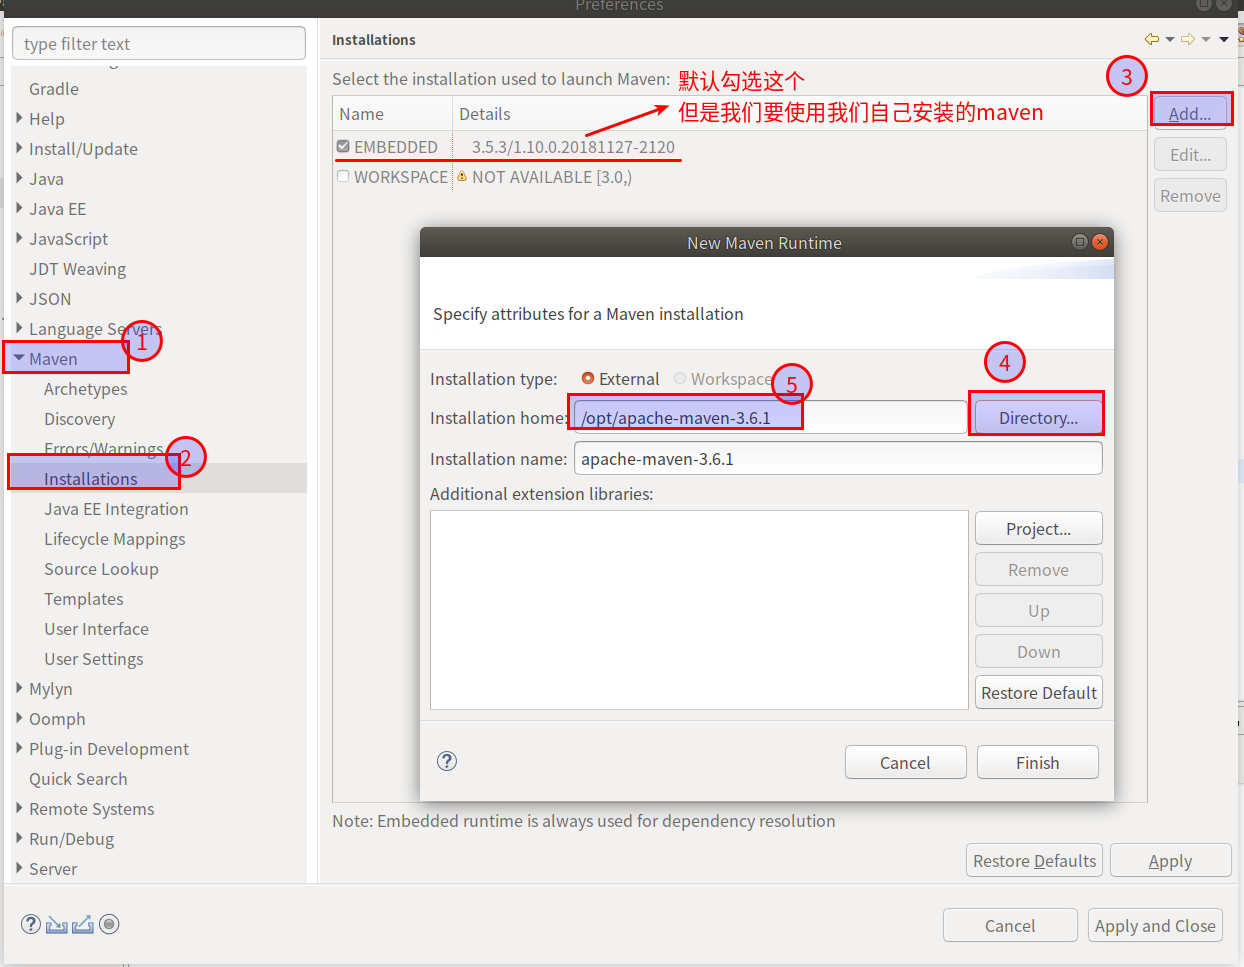 Preferences
type filter text
Gradle
Help
Install/Update
Java
Java EE
JavaScript
JDT Weaving
JSON
Language Servers
Maven
1
Archetypes
Discovery
Errors/Warnings
2
Installations
Java EE Integration
Lifecycle Mappings
Source Lookup
Templates
User Interface
User Settings
Mylyn
Oomph
Plug-in Development
Quick Search
Remote Systems
Run/Debug
Server
Installations
Select the installation used to launch Maven:
默认勾选这个
但是我们要使用我们自己安装的maven
3
Name Details
EMBEDDED 3.5.3/1.10.0.20181127-2120
WORKSPACE NOT AVAILABLE [3.0,)
Add...
Edit...
Remove
New Maven Runtime
Specify attributes for a Maven installation
Installation type: External Workspace
5
4
Installation home: /opt/apache-maven-3.6.1 Directory...
Installation name: apache-maven-3.6.1
Additional extension libraries:
Project...
Remove
Up
Down
Restore Default
?
Cancel Finish
Note: Embedded runtime is always used for dependency resolution
Restore Defaults Apply
?
Cancel Apply and Close